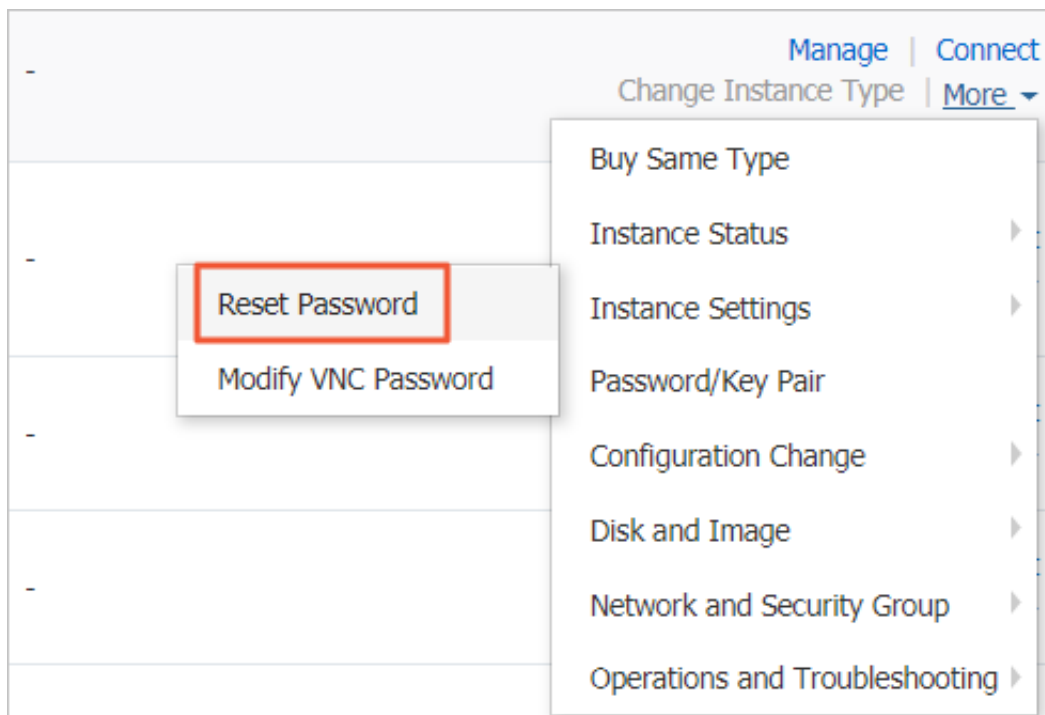 -
Manage | Connect
Change Instance Type | More
Buy Same Type
Instance Status
-
Reset Password
Instance Settings
Modify VNC Password
Password/Key Pair
-
Configuration Change
Disk and Image
-
Network and Security Group
Operations and Troubleshooting